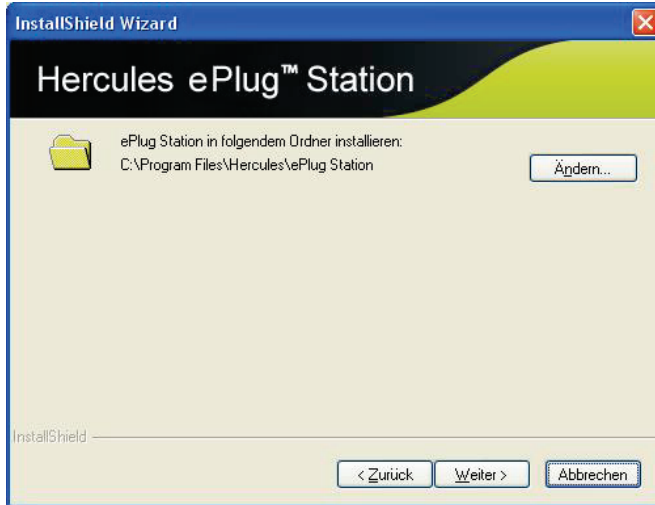 InstallShield Wizard
Hercules ePlug™ Station
ePlug Station in folgendem Ordner installieren:
C:\Program Files\Hercules\ePlug Station
Ändern...
InstallShield
< Zurück
Weiter >
Abbrechen